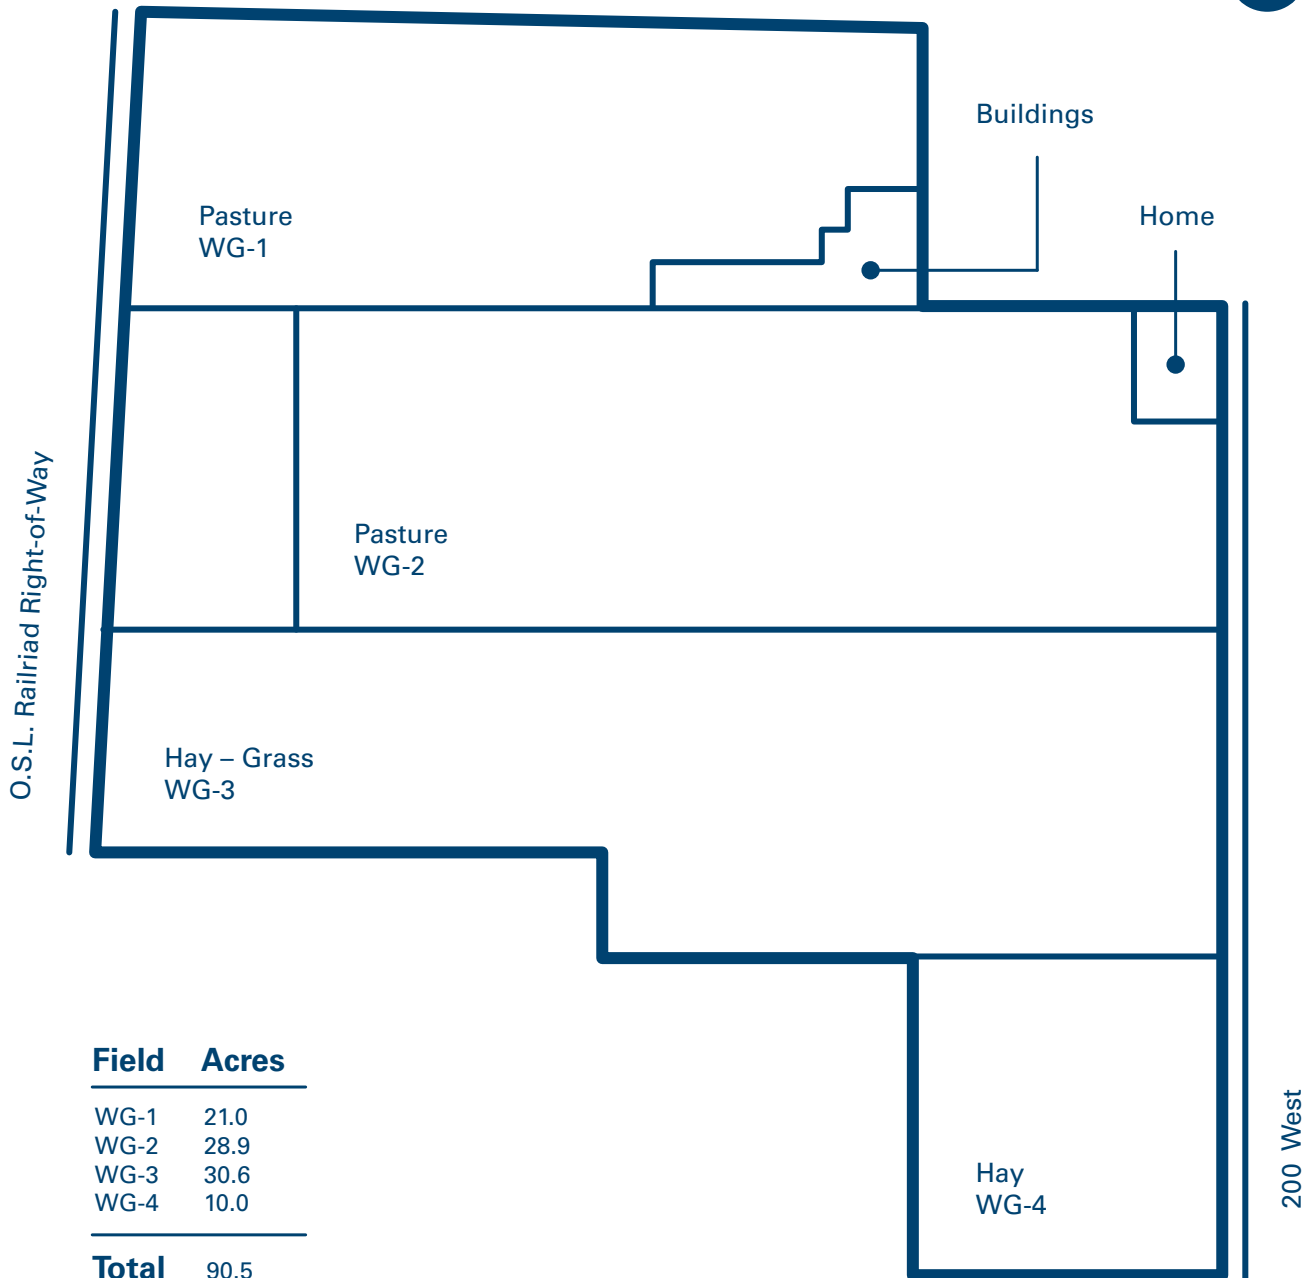 Buildings
Home
Pasture
WG-1
O.S.L. Railriad Right-of-Way
Pasture
WG-2
Hay – Grass
WG-3
Field Acres
WG-1 21.0
WG-2 28.9
WG-3 30.6
WG-4 10.0
Total 90.5
Hay
WG-4
200 West